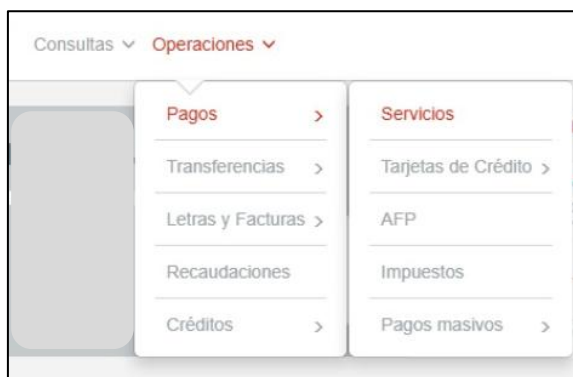 Consultas Operaciones
Pagos
Transferencias
Letras y Facturas
Recaudaciones
Créditos
Servicios
Tarjetas de Crédito
AFP
Impuestos
Pagos masivos